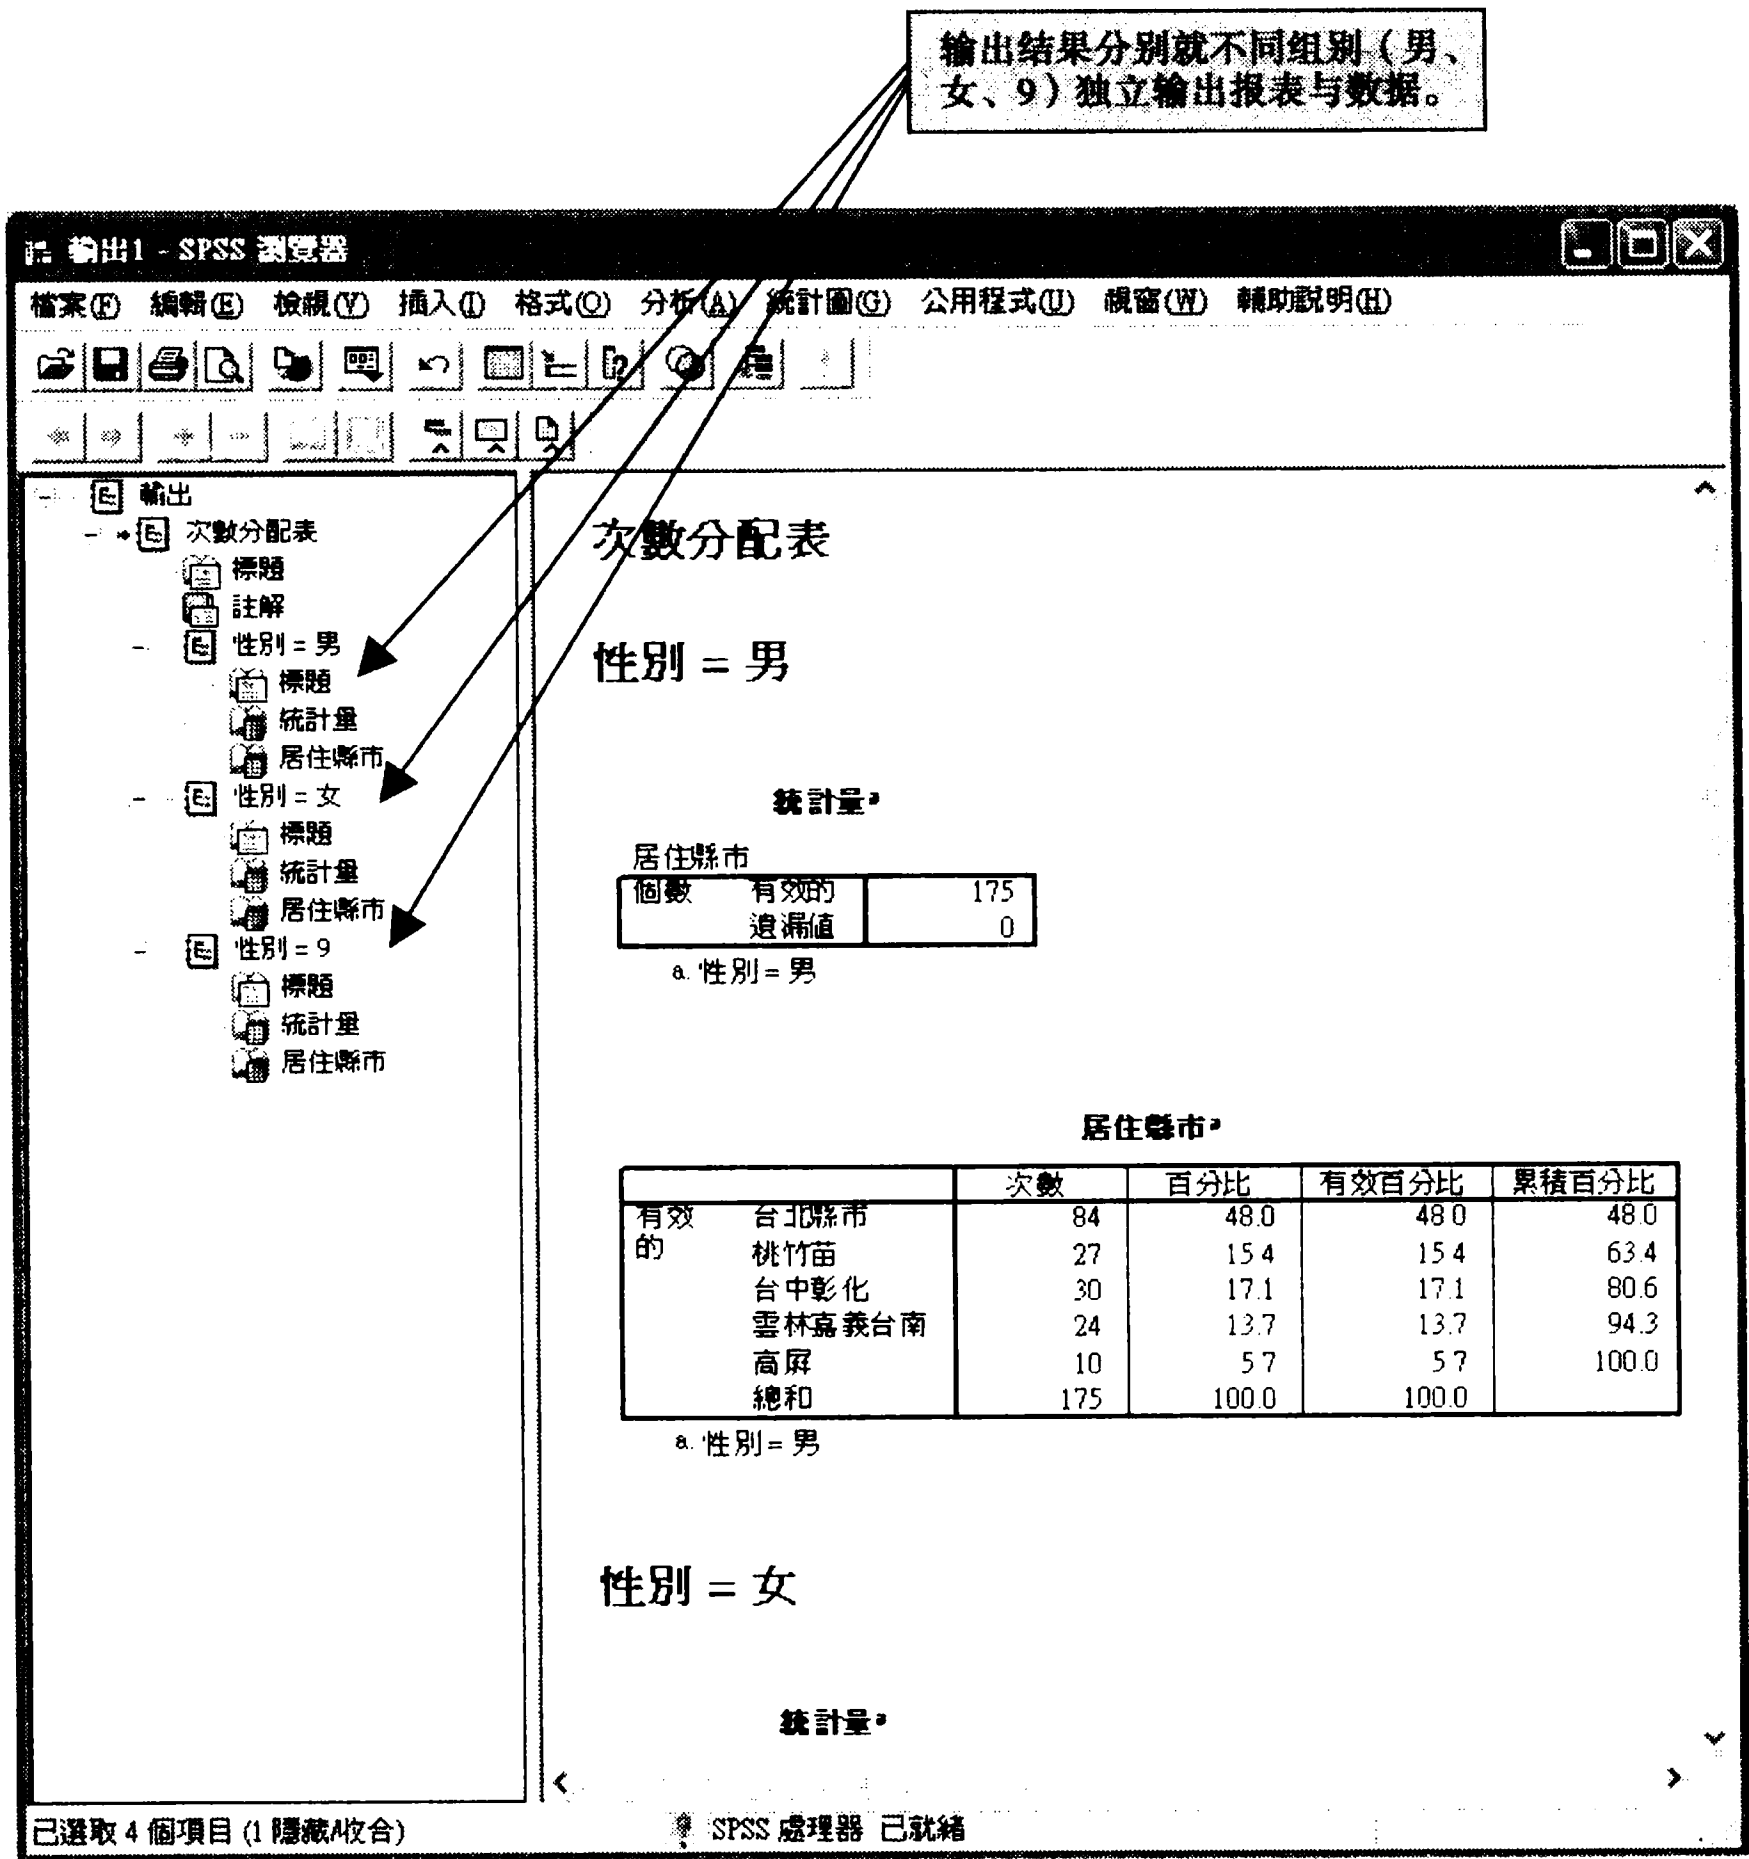 输出结果分别就不同组别（男、
女、9）独立输出报表与数据。
輸出1 - SPSS 瀏覽器
檔案(F) 編輯(E) 檢視(V) 插入(I) 格式(O) 分析(A) 統計圖(G) 公用程式(U) 視窗(W) 輔助說明(H)
輸出
次數分配表
標題
註解
性別 = 男
標題
統計量
居住縣市
性別 = 女
標題
統計量
居住縣市
性別 = 9
標題
統計量
居住縣市
次數分配表
性別 = 男
統計量a
居住縣市
個數 有效的 175
遺漏值 0
a. 性別 = 男
居住縣市a
次數 百分比 有效百分比 累積百分比
有效的 台北縣市 84 48.0 48.0 48.0
桃竹苗 27 15.4 15.4 63.4
台中彰化 30 17.1 17.1 80.6
雲林嘉義台南 24 13.7 13.7 94.3
高屏 10 5.7 5.7 100.0
總和 175 100.0 100.0
a. 性別 = 男
性別 = 女
統計量a
已選取 4 個項目 (1 隱藏/收合)
SPSS 處理器 已就緒